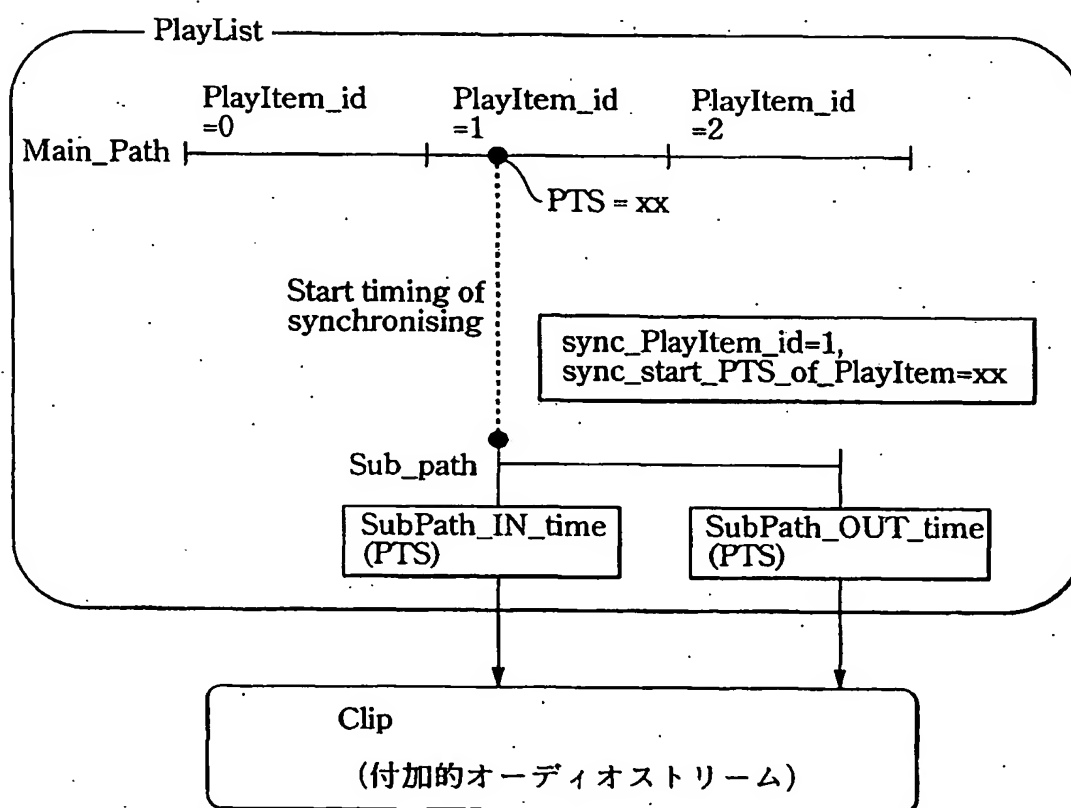 PlayList
PlayItem_id
=0
PlayItem_id
=1
PlayItem_id
=2
Main_Path
PTS = xx
Start timing of
synchronising
sync_PlayItem_id=1,
sync_start_PTS_of_PlayItem=xx
Sub_path
SubPath_IN_time
(PTS)
SubPath_OUT_time
(PTS)
Clip
(付加的オーディオストリーム)